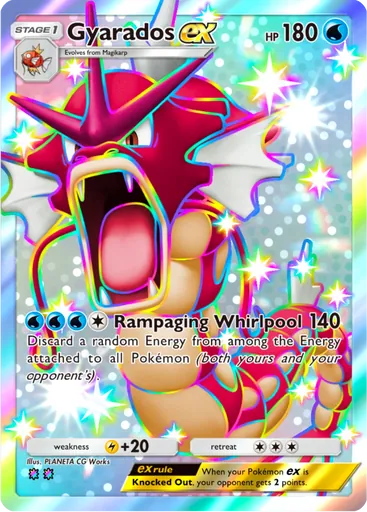 STAGE 1 Gyarados ex HP 180
Evolves from Magikarp
Rampaging Whirlpool 140
Discard a random Energy from among the Energy
attached to all Pokémon (both yours and your
opponent's).
weakness +20 retreat
Illus. PLANETA CG Works
ex rule When your Pokémon ex is
Knocked Out, your opponent gets 2 points.